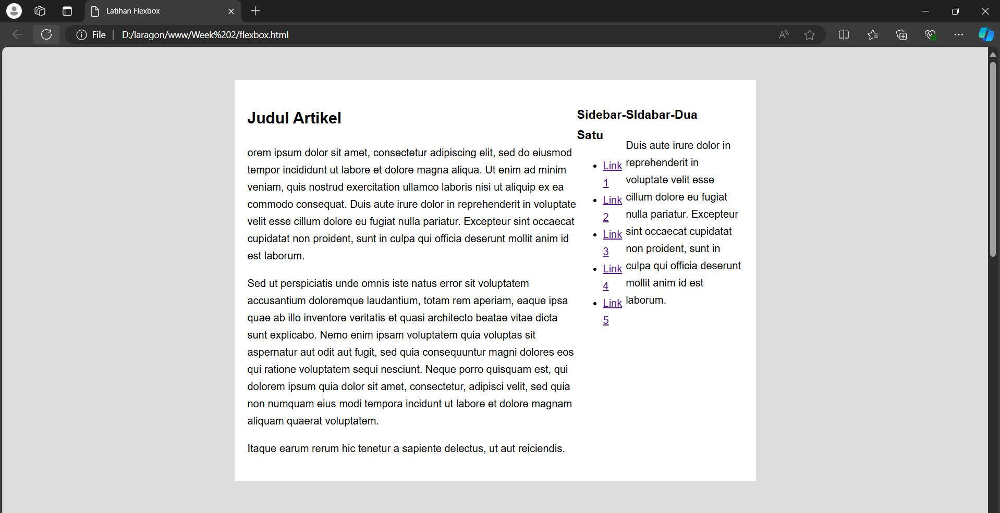 Latihan Flexbox
File
D:/laragon/www/Week%202/flexbox.html
Judul Artikel
orem ipsum dolor sit amet, consectetur adipiscing elit, sed do eiusmod
tempor incididunt ut labore et dolore magna aliqua. Ut enim ad minim
veniam, quis nostrud exercitation ullamco laboris nisi ut aliquip ex ea
commodo consequat. Duis aute irure dolor in reprehenderit in voluptate
velit esse cillum dolore eu fugiat nulla pariatur. Excepteur sint occaecat
cupidatat non proident, sunt in culpa qui officia deserunt mollit anim id
est laborum.
Sed ut perspiciatis unde omnis iste natus error sit voluptatem
accusantium doloremque laudantium, totam rem aperiam, eaque ipsa
quae ab illo inventore veritatis et quasi architecto beatae vitae dicta
sunt explicabo. Nemo enim ipsam voluptatem quia voluptas sit
aspernatur aut odit aut fugit, sed quia consequuntur magni dolores eos
qui ratione voluptatem sequi nesciunt. Neque porro quisquam est, qui
dolorem ipsum quia dolor sit amet, consectetur, adipisci velit, sed quia
non numquam eius modi tempora incidunt ut labore et dolore magnam
aliquam quaerat voluptatem.
Itaque earum rerum hic tenetur a sapiente delectus, ut aut reiciendis.
Sidebar-
Satu
Link
1
Link
2
Link
3
Link
4
Link
5
SIdabar-Dua
Duis aute irure dolor in
reprehenderit in
voluptate velit esse
cillum dolore eu fugiat
nulla pariatur. Excepteur
sint occaecat cupidatat
non proident, sunt in
culpa qui officia deserunt
mollit anim id est
laborum.